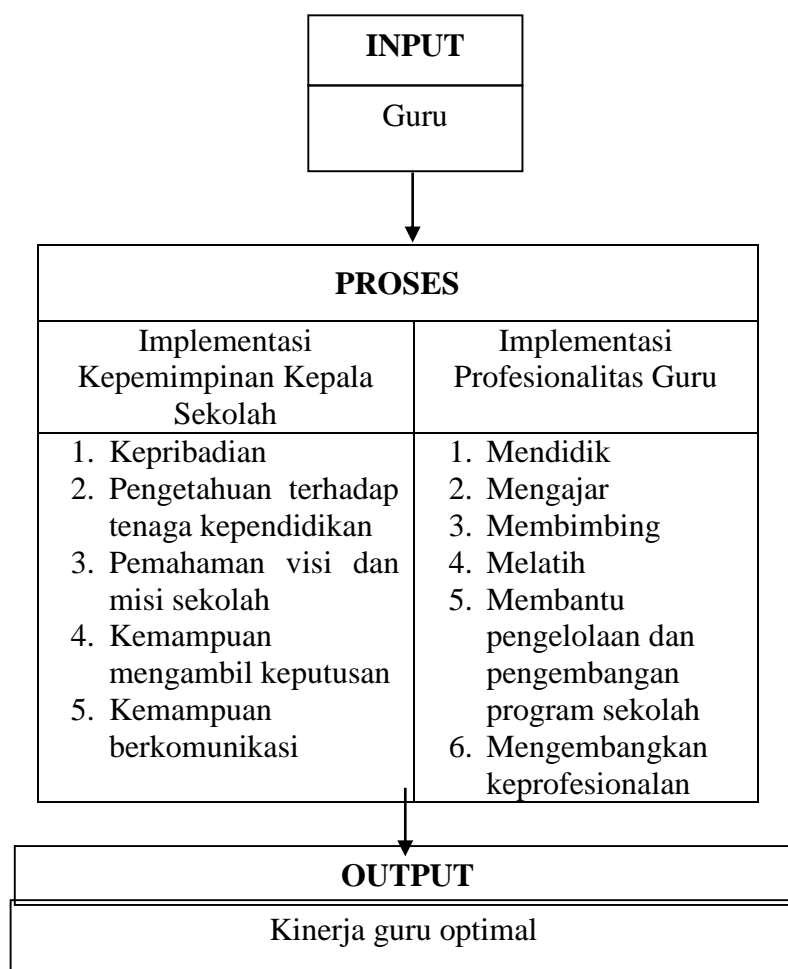 INPUT
Guru
PROSES
Implementasi
Kepemimpinan Kepala
Sekolah
Implementasi
Profesionalitas Guru
1. Kepribadian
2. Pengetahuan terhadap
tenaga kependidikan
3. Pemahaman visi dan
misi sekolah
4. Kemampuan
mengambil keputusan
5. Kemampuan
berkomunikasi
1. Mendidik
2. Mengajar
3. Membimbing
4. Melatih
5. Membantu
pengelolaan dan
pengembangan
program sekolah
6. Mengembangkan
keprofesionalan
OUTPUT
Kinerja guru optimal